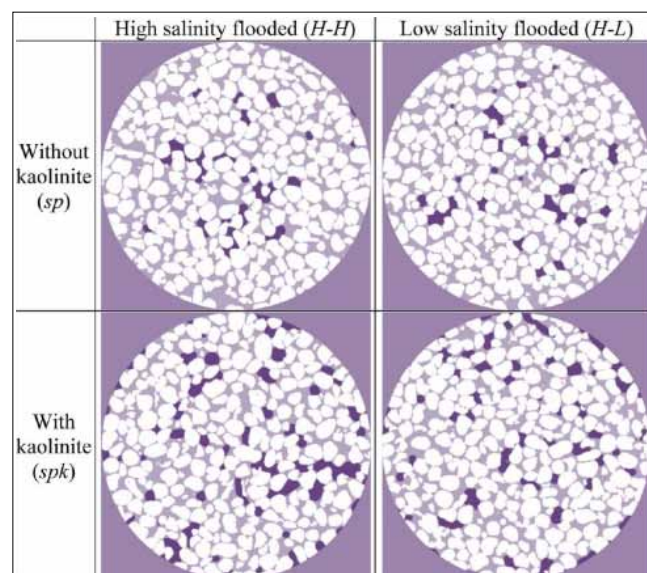 High salinity flooded (H-H)
Low salinity flooded (H-L)
Without
kaolinite
(sp)
With
kaolinite
(spk)